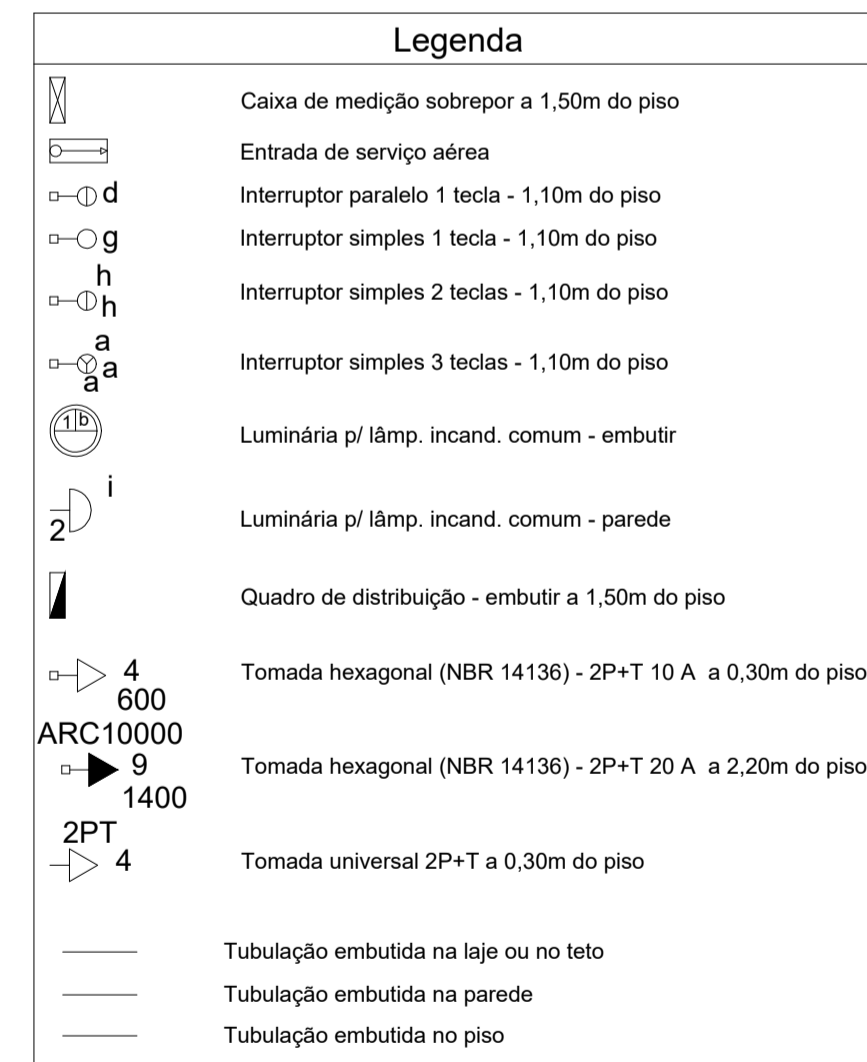 Legenda
Caixa de medição sobrepor a 1,50m do piso
Entrada de serviço aérea
d Interruptor paralelo 1 tecla - 1,10m do piso
g Interruptor simples 1 tecla - 1,10m do piso
h
h Interruptor simples 2 teclas - 1,10m do piso
a
a Interruptor simples 3 teclas - 1,10m do piso
a
1 b Luminária p/ lâmp. incand. comum - embutir
i
2 Luminária p/ lâmp. incand. comum - parede
Quadro de distribuição - embutir a 1,50m do piso
4 Tomada hexagonal (NBR 14136) - 2P+T 10 A a 0,30m do piso
600
ARC10000
9 Tomada hexagonal (NBR 14136) - 2P+T 20 A a 2,20m do piso
1400
2PT
4 Tomada universal 2P+T a 0,30m do piso
Tubulação embutida na laje ou no teto
Tubulação embutida na parede
Tubulação embutida no piso